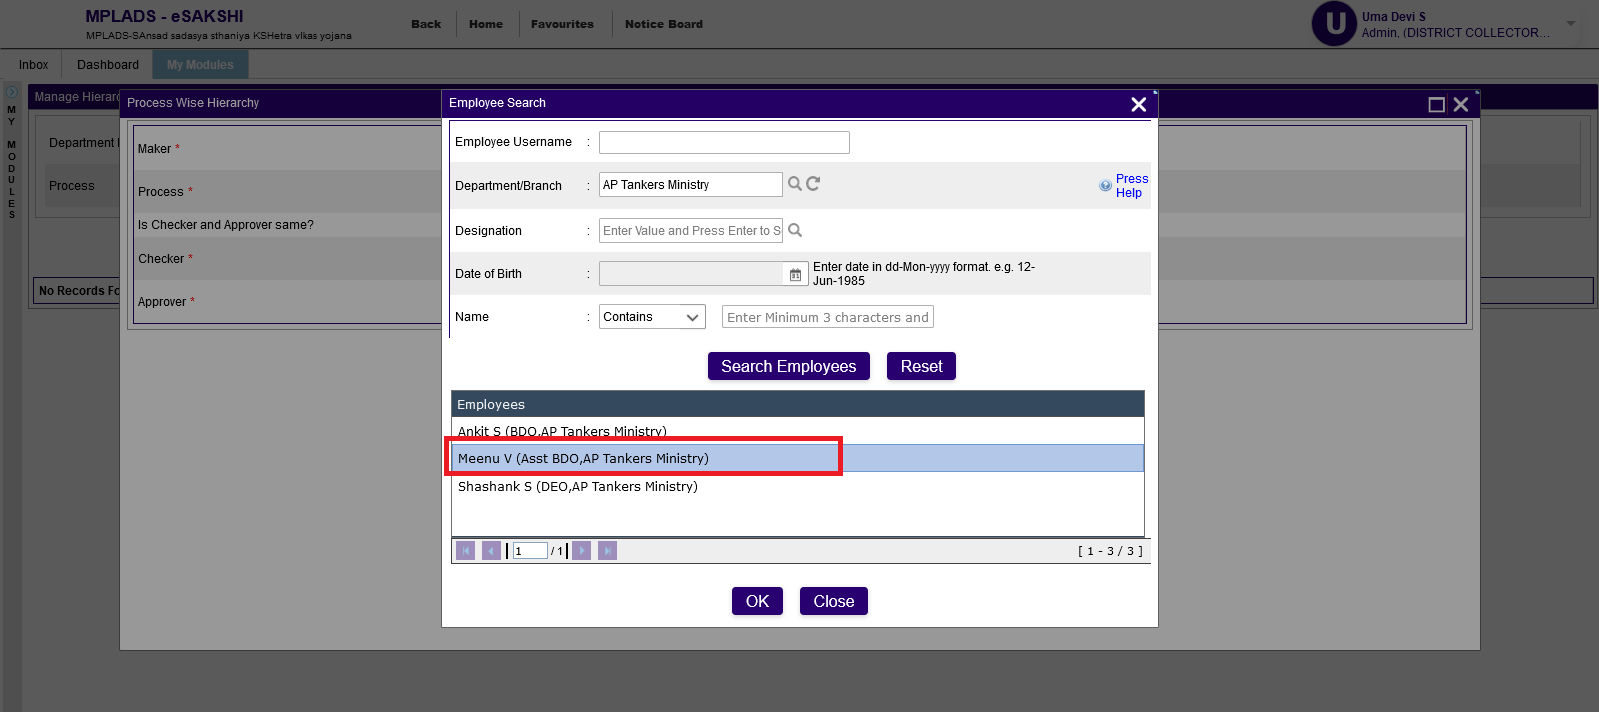 MPLADS - eSAKSHI
MPLADS-SAnsad sadasya sthaniya KSHetra vIkas yojana
Back
Home
Favourites
Notice Board
U
Uma Devi S
Admin, (DISTRICT COLLECTOR...
Inbox
Dashboard
My Modules
MY MODULES
Manage Hierarc
Process Wise Hierarchy
Employee Search
Department
Process
No Records Fo
Maker *
Process *
Is Checker and Approver same?
Checker *
Approver *
Employee Username :
Department/Branch : AP Tankers Ministry
Press Help
Designation : Enter Value and Press Enter to S
Date of Birth : Enter date in dd-Mon-yyyy format. e.g. 12-
Jun-1985
Name : Contains Enter Minimum 3 characters and
Search Employees Reset
Employees
Ankit S (BDO,AP Tankers Ministry)
Meenu V (Asst BDO,AP Tankers Ministry)
Shashank S (DEO,AP Tankers Ministry)
1 / 1 [ 1 - 3 / 3 ]
OK Close